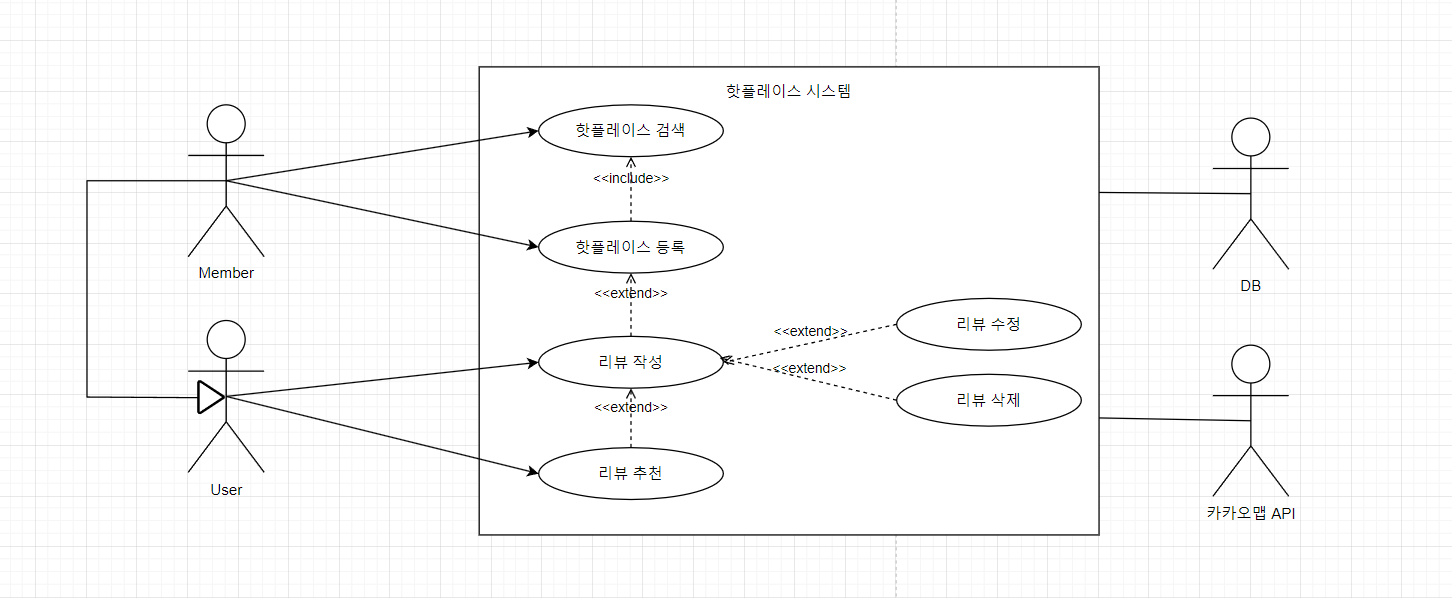 핫플레이스 시스템
핫플레이스 검색
<<include>>
핫플레이스 등록
Member
<<extend>>
DB
리뷰 수정
<<extend>>
리뷰 작성
<<extend>>
리뷰 삭제
<<extend>>
리뷰 추천
User
카카오맵 API